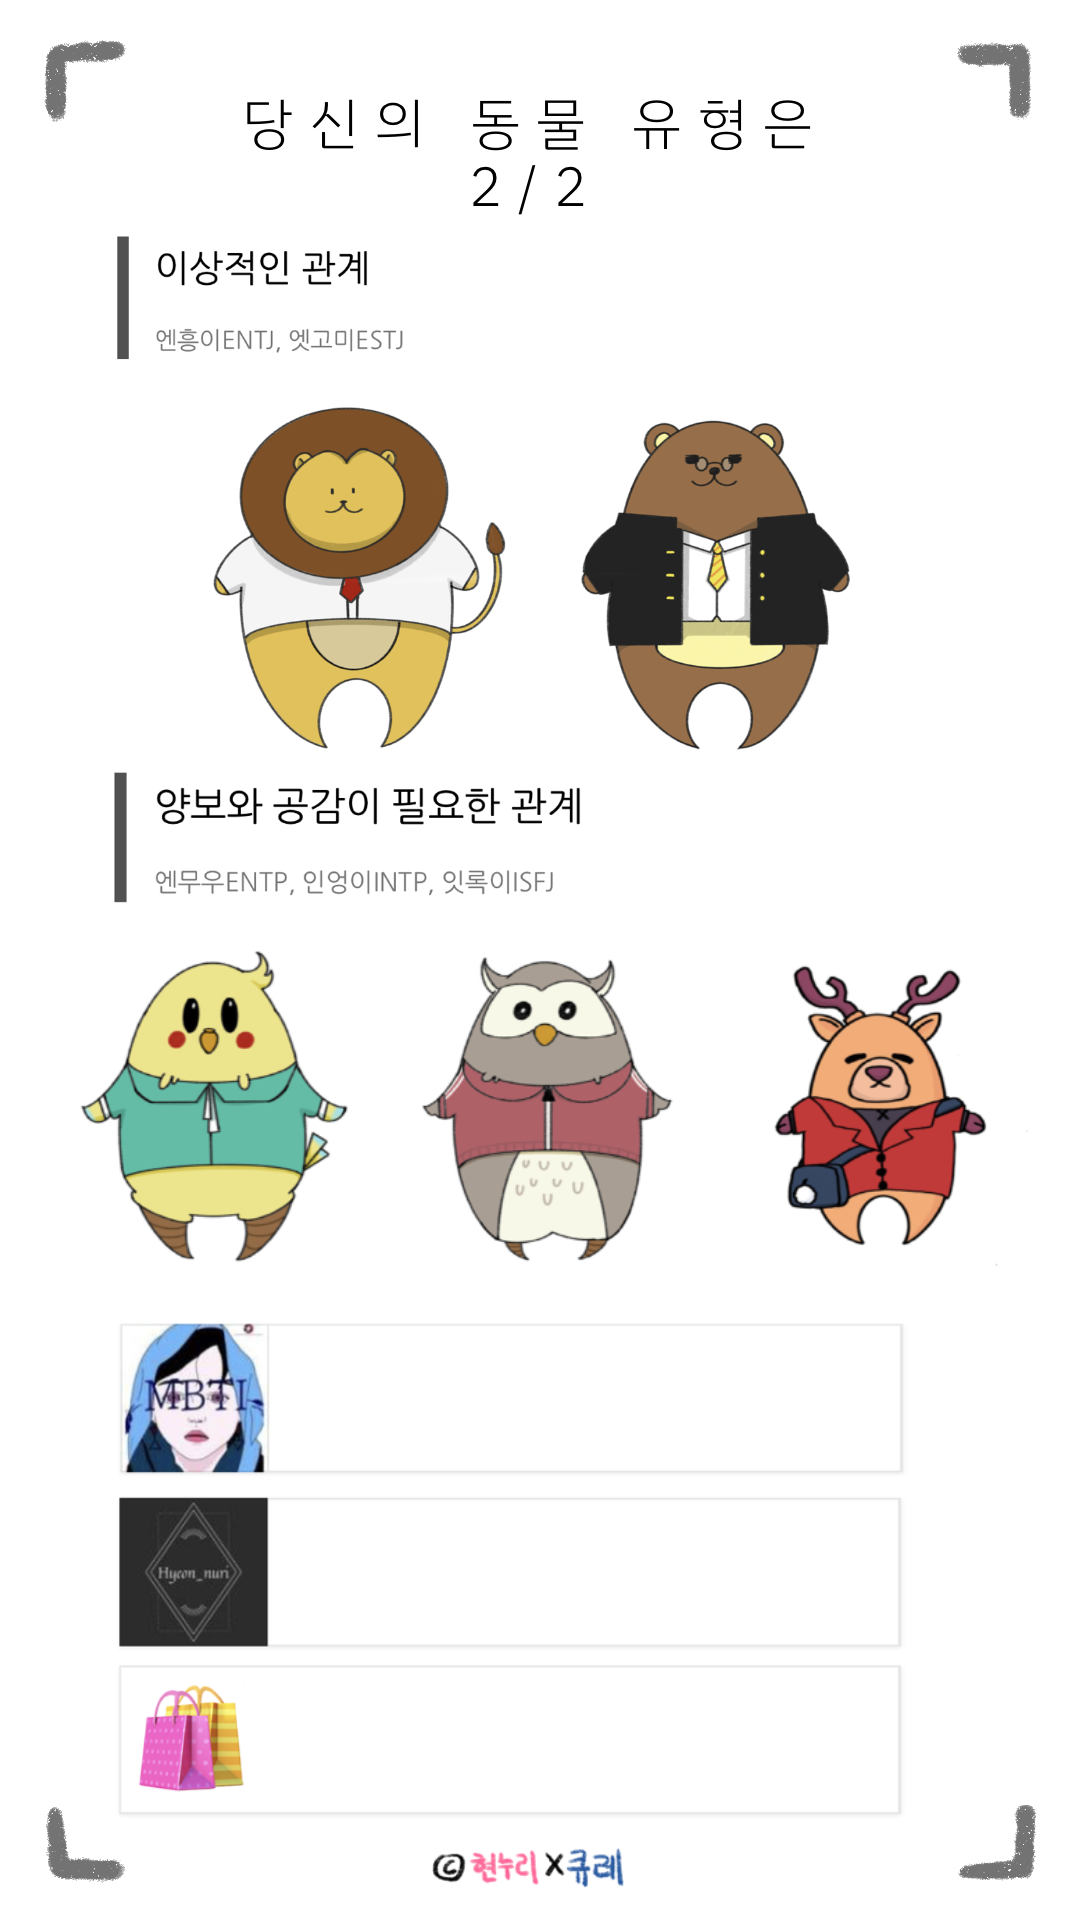 당신의 동물 유형은
2/2
이상적인 관계
엔흥이ENTJ, 엣고미ESTJ
양보와 공감이 필요한 관계
엔무우ENTP, 인엉이INTP, 잇록이ISFJ
MBTI
Hyeon_nuri
© 현누리 X 큐레